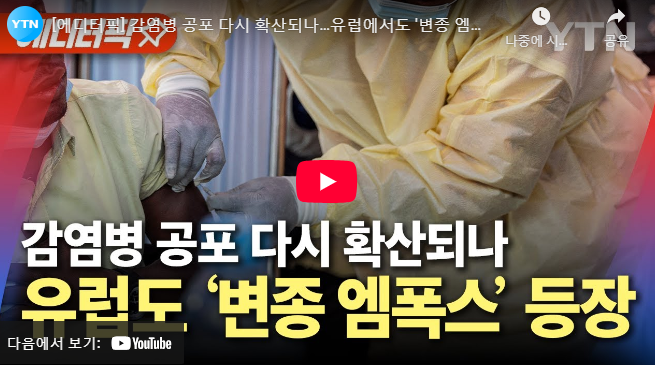 YTN
[에디터픽] 감염병 공포 다시 확산되나...유럽에서도 '변종 엠...
나중에 시...
공유
에디터픽
YTN
감염병 공포 다시 확산되나
유럽도 ‘변종 엠폭스’ 등장
다음에서 보기:
YouTube